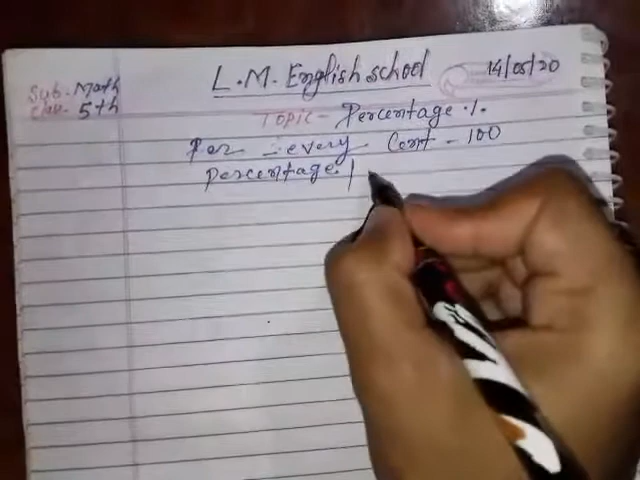 L.M. English school 14/05/20
Sub. Math
Class. 5th
Topic - Percentage %.
Per - every Cent - 100
Percentage. |